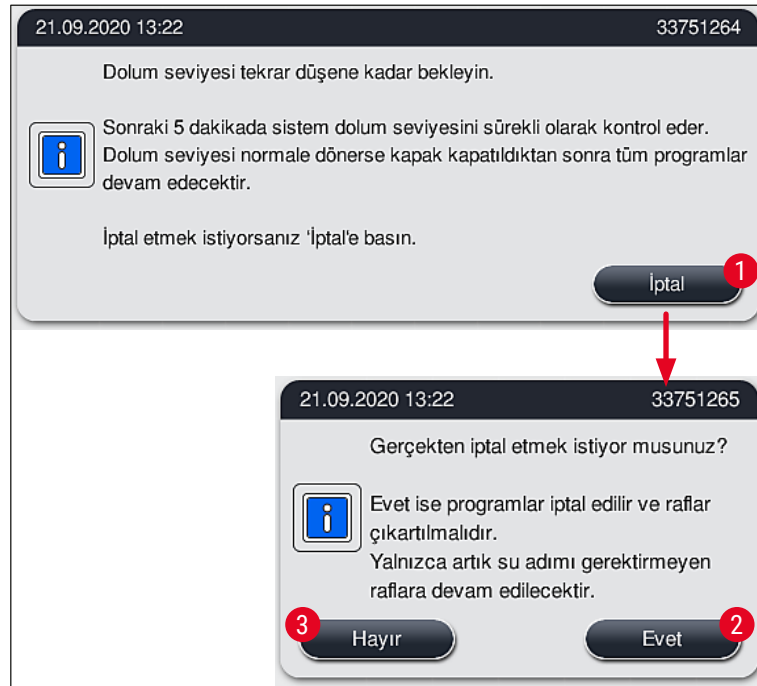 21.09.2020 13:22 33751264
Dolum seviyesi tekrar düşene kadar bekleyin.
Sonraki 5 dakikada sistem dolum seviyesini sürekli olarak kontrol eder.
Dolum seviyesi normale dönerse kapak kapatıldıktan sonra tüm programlar
devam edecektir.
İptal etmek istiyorsanız 'İptal'e basın.
İptal 1
21.09.2020 13:22 33751265
Gerçekten iptal etmek istiyor musunuz?
Evet ise programlar iptal edilir ve raflar
çıkartılmalıdır.
Yalnızca artık su adımı gerektirmeyen
raflara devam edilecektir.
3 Hayır Evet 2